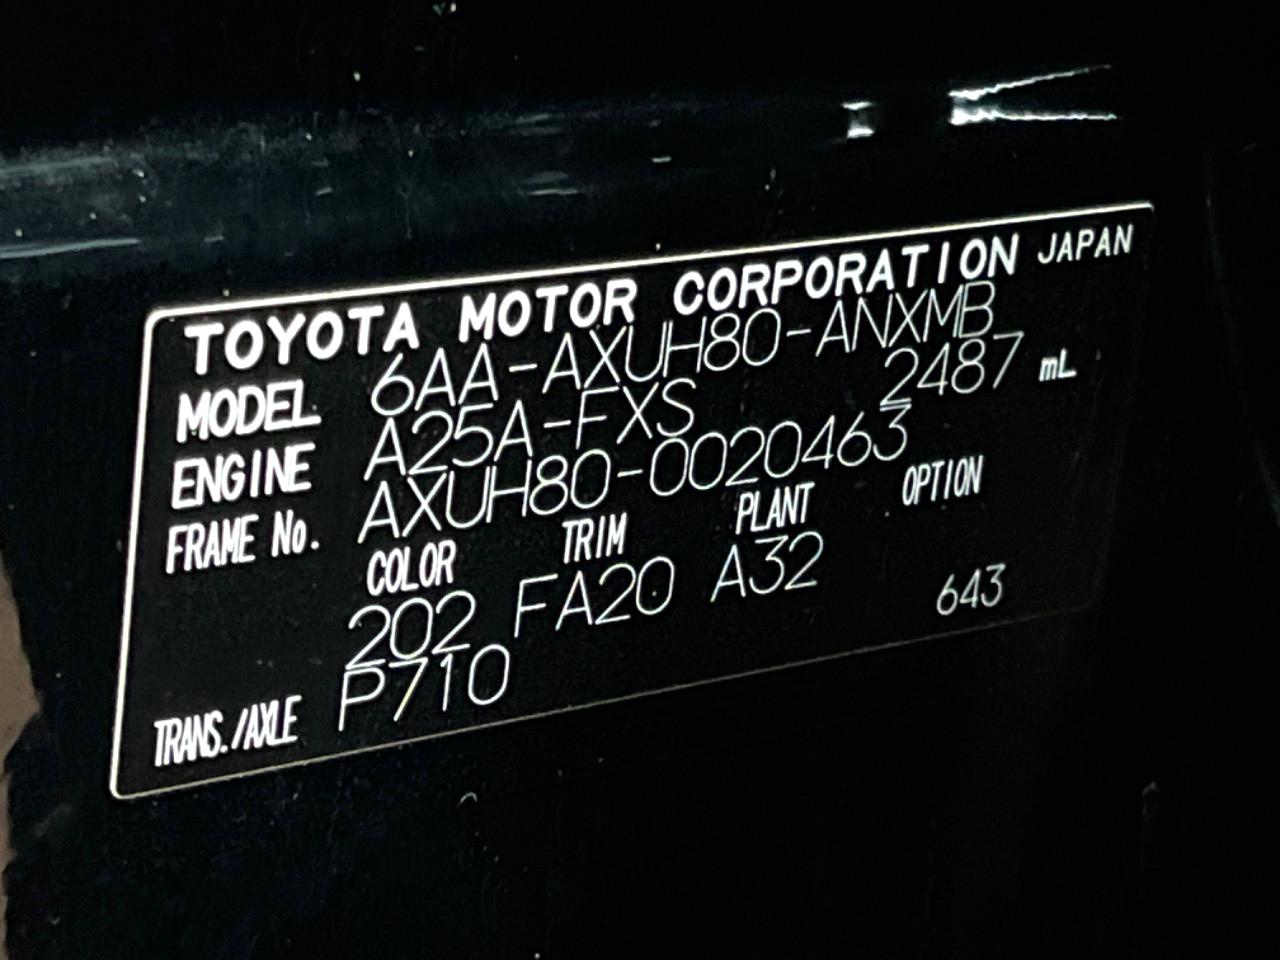 TOYOTA MOTOR CORPORATION JAPAN
MODEL 6AA-AXUH80-ANXMB
ENGINE A25A-FXS 2487 mL
FRAME No. AXUH80-0020463
COLOR TRIM PLANT OPTION
202 FA20 A32 643
TRANS./AXLE P710